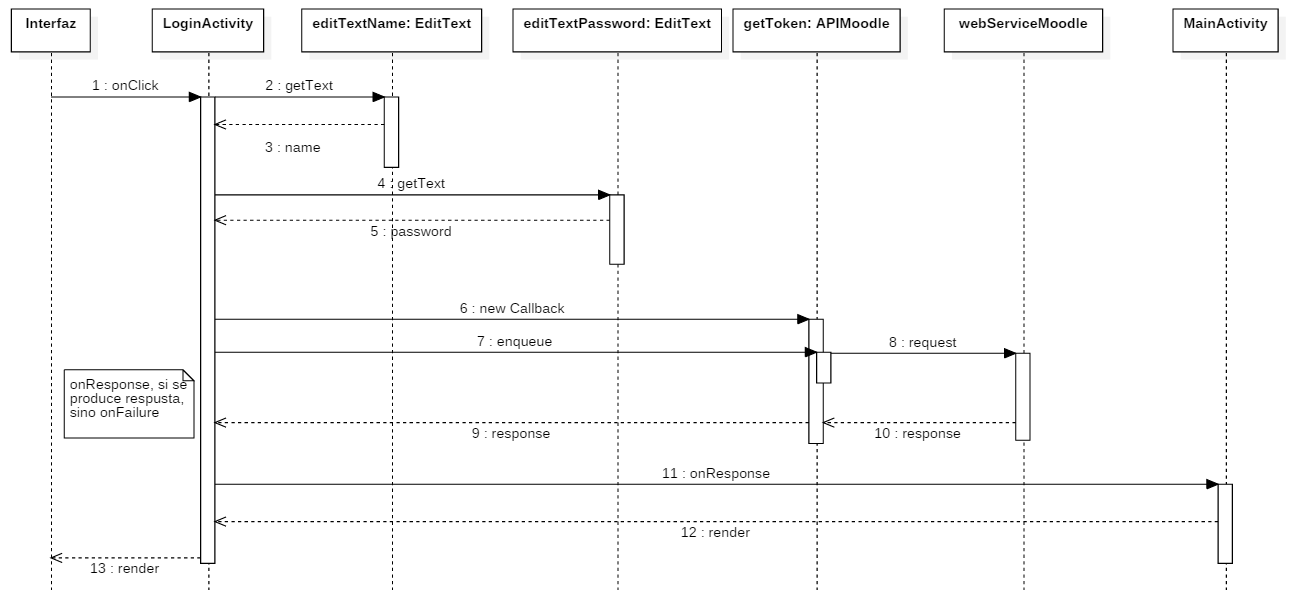 Interfaz
LoginActivity
editTextName: EditText
editTextPassword: EditText
getToken: APIMoodle
webServiceMoodle
MainActivity
1 : onClick
2 : getText
3 : name
4 : getText
5 : password
6 : new Callback
7 : enqueue
8 : request
onResponse, si se
produce respusta,
sino onFailure
9 : response
10 : response
11 : onResponse
12 : render
13 : render